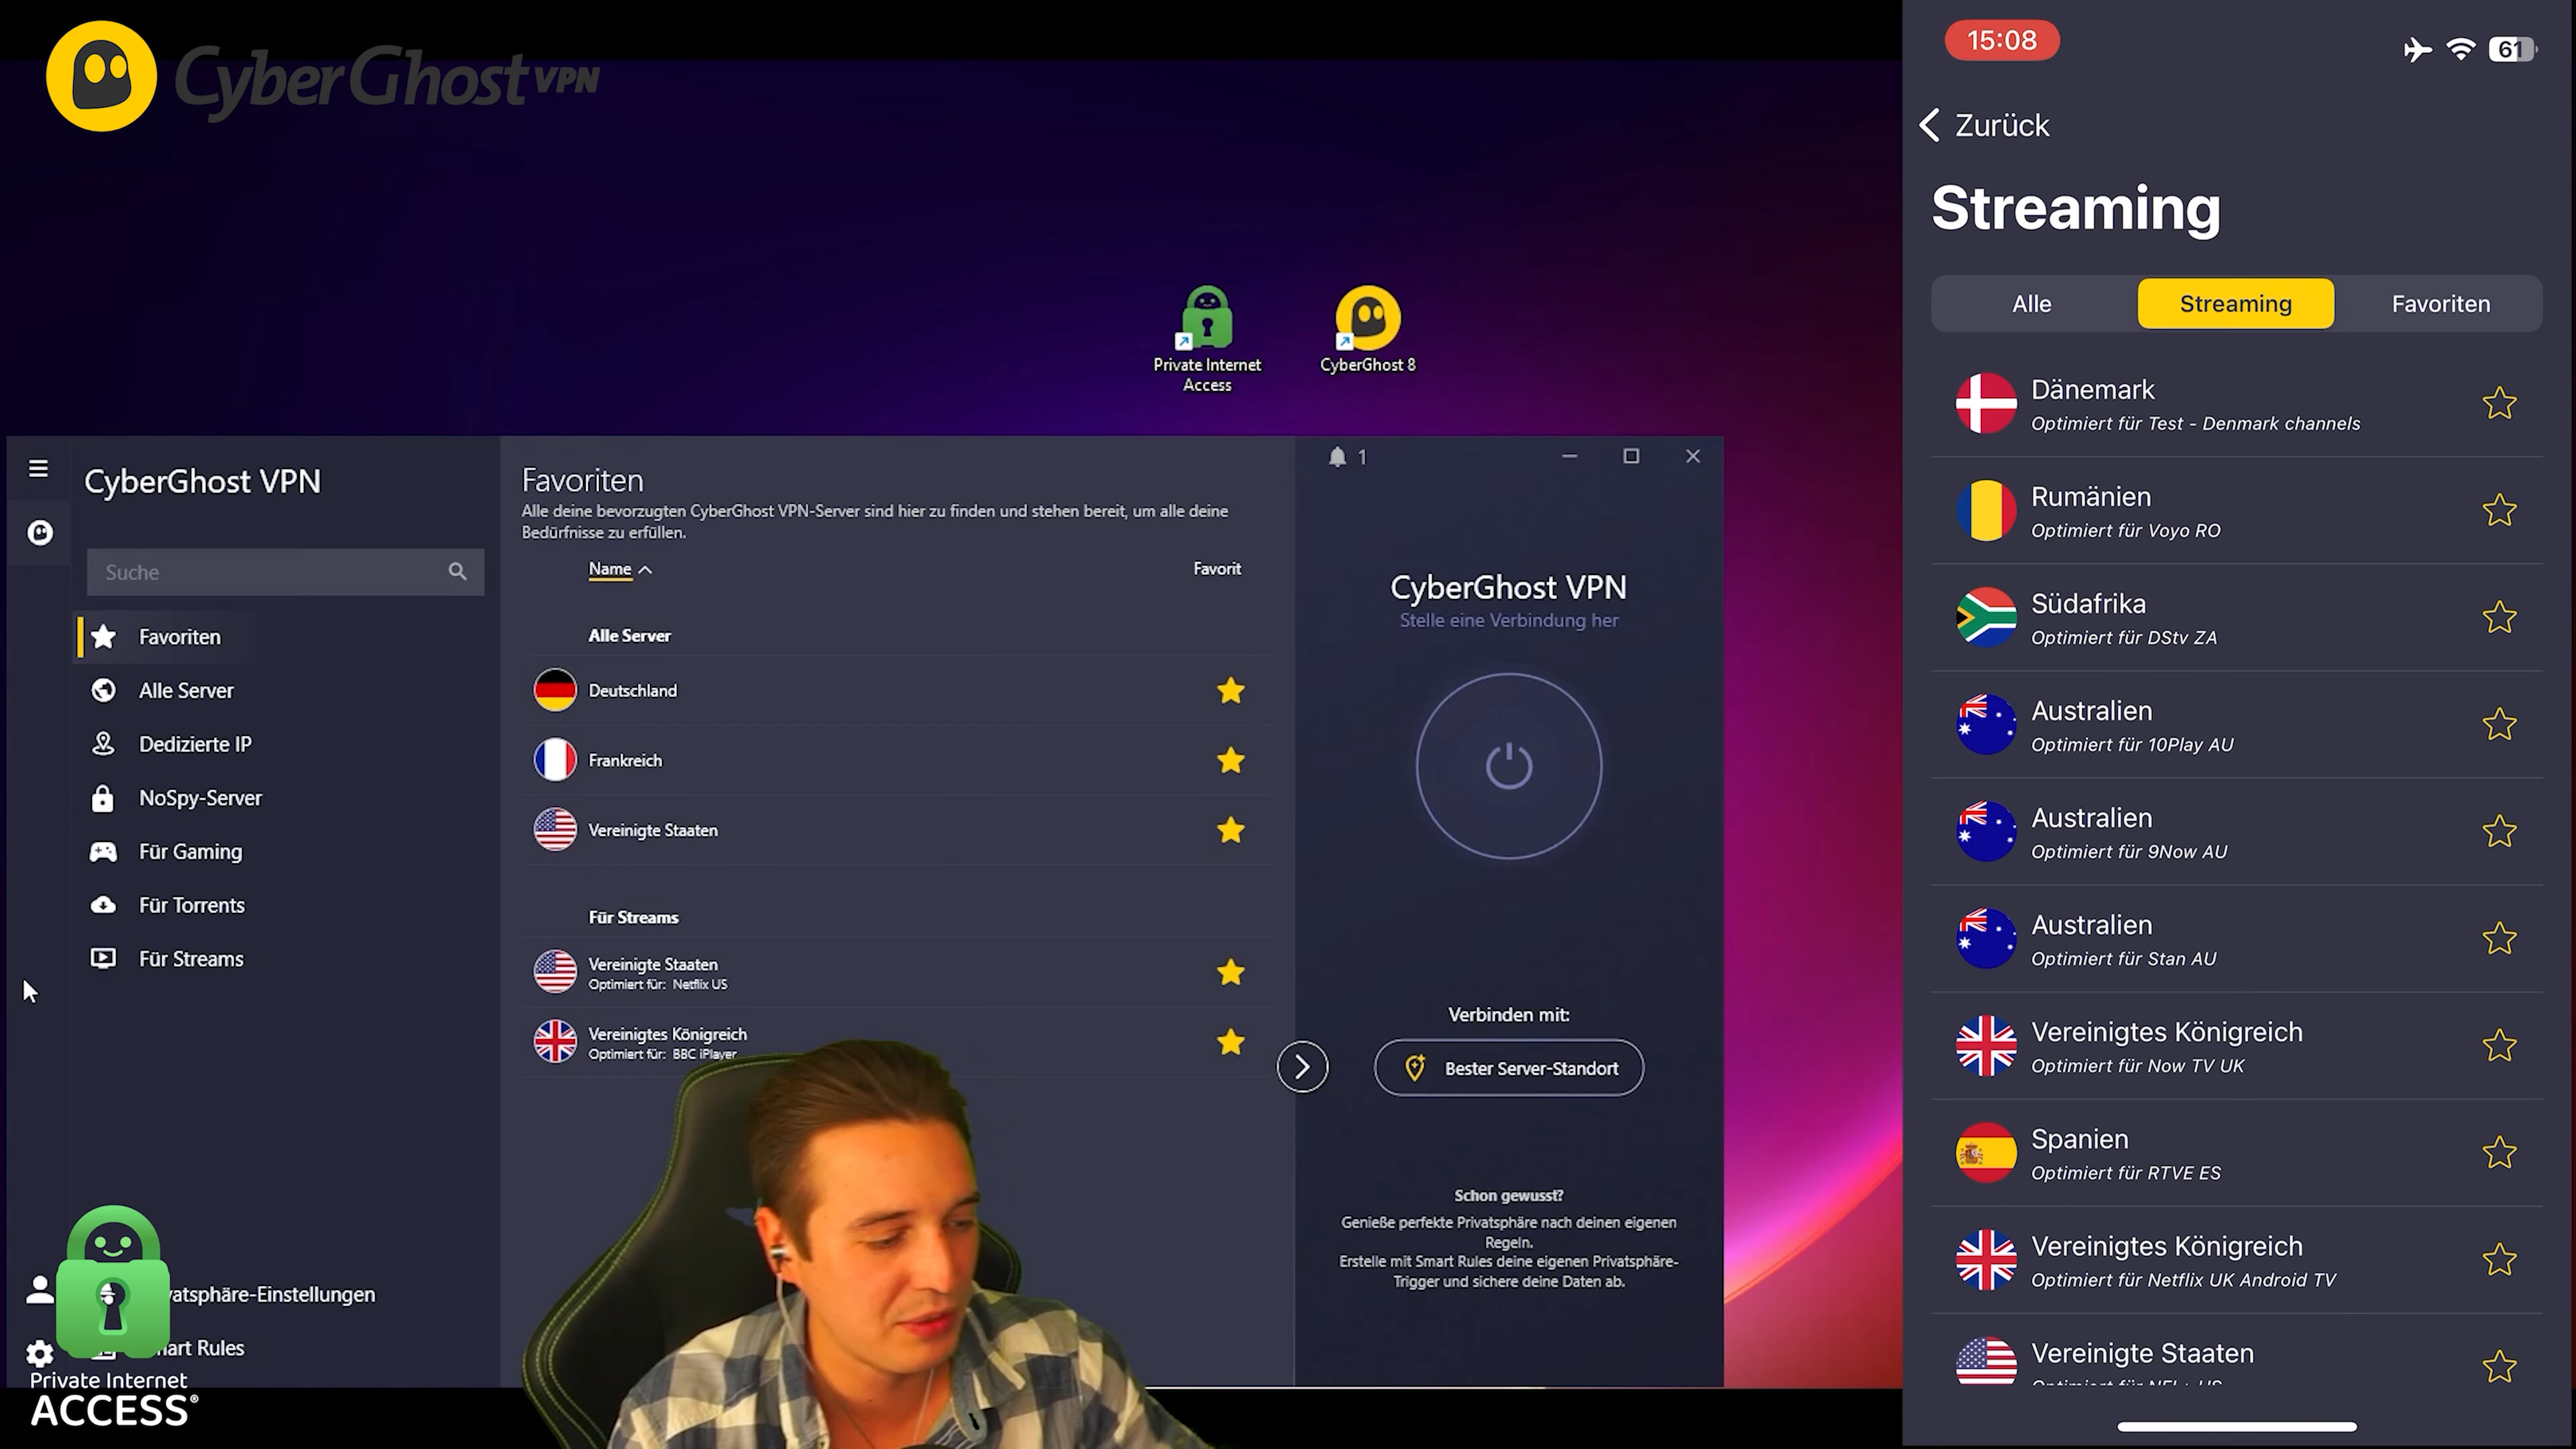 CyberGhost VPN
Private Internet
Access
CyberGhost 8
CyberGhost VPN
Suche
Favoriten
Alle Server
Dedizierte IP
NoSpy-Server
Für Gaming
Für Torrents
Für Streams
vatsphäre-Einstellungen
art Rules
Private Internet
ACCESS®
Favoriten
Alle deine bevorzugten CyberGhost VPN-Server sind hier zu finden und stehen bereit, um alle deine
Bedürfnisse zu erfüllen.
Name Favorit
Alle Server
Deutschland
Frankreich
Vereinigte Staaten
Für Streams
Vereinigte Staaten
Optimiert für: Netflix US
Vereinigtes Königreich
Optimiert für: BBC iPlayer
1
CyberGhost VPN
Stelle eine Verbindung her
Verbinden mit:
Bester Server-Standort
Schon gewusst?
Genieße perfekte Privatsphäre nach deinen eigenen
Regeln.
Erstelle mit Smart Rules deine eigenen Privatsphäre-
Trigger und sichere deine Daten ab.
15:08
61
Zurück
Streaming
Alle Streaming Favoriten
Dänemark
Optimiert für Test - Denmark channels
Rumänien
Optimiert für Voyo RO
Südafrika
Optimiert für DStv ZA
Australien
Optimiert für 10Play AU
Australien
Optimiert für 9Now AU
Australien
Optimiert für Stan AU
Vereinigtes Königreich
Optimiert für Now TV UK
Spanien
Optimiert für RTVE ES
Vereinigtes Königreich
Optimiert für Netflix UK Android TV
Vereinigte Staaten